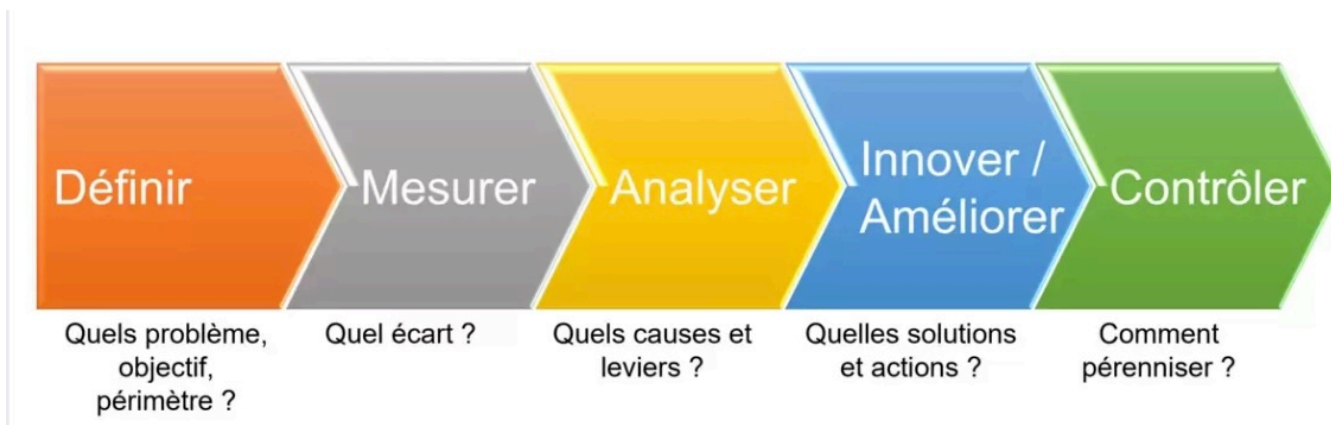 Définir
Mesurer
Analyser
Innover /
Améliorer
Contrôler
Quels problème,
objectif,
périmètre ?
Quel écart ?
Quels causes et
leviers ?
Quelles solutions
et actions ?
Comment
pérenniser ?